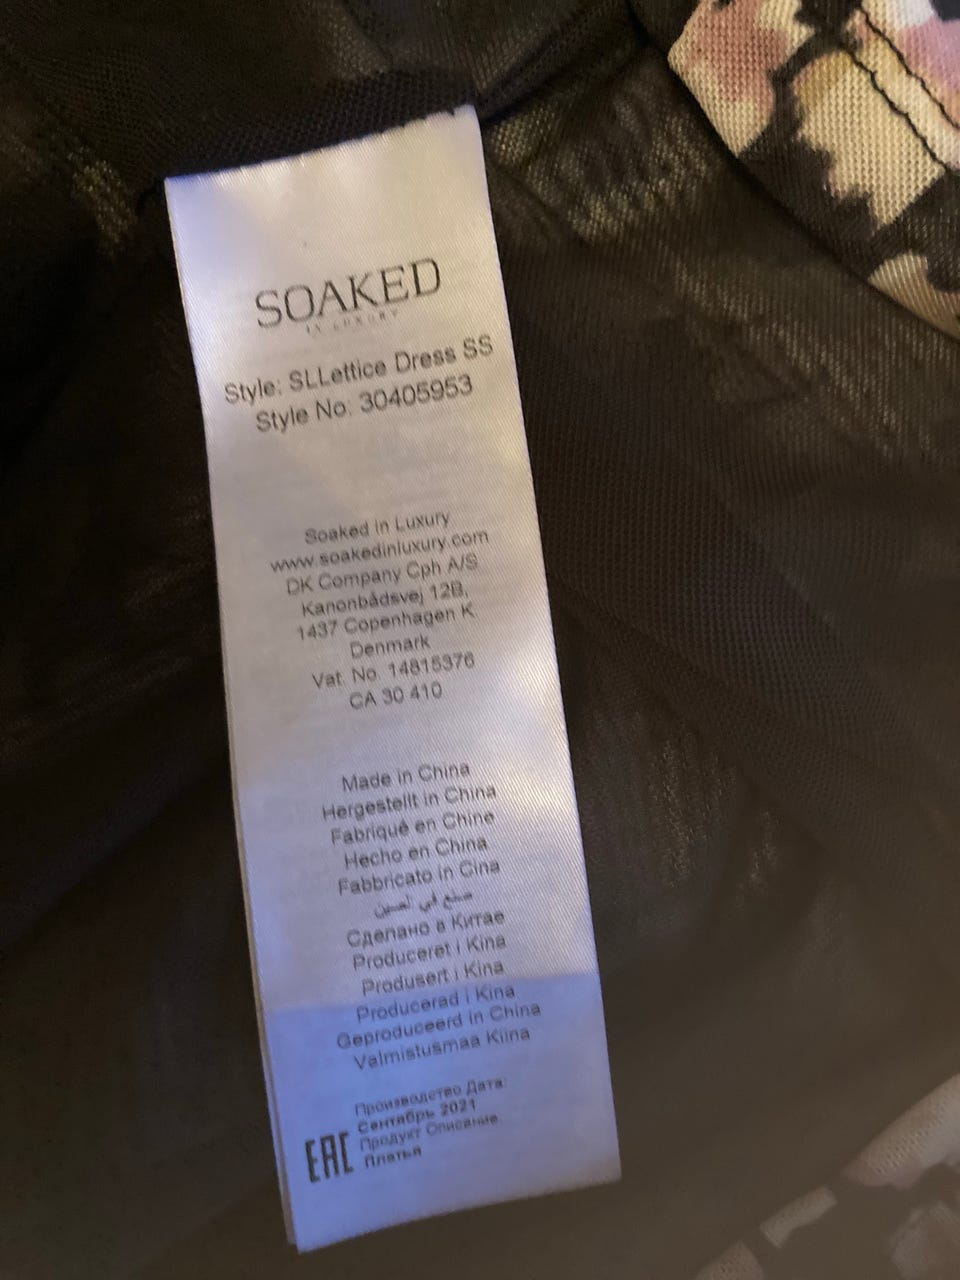 SOAKED
IN LUXURY
Style: SLLettice Dress SS
Style No: 30405953
Soaked in Luxury
www.soakedinluxury.com
DK Company Cph A/S
Kanonbådsvej 12B,
1437 Copenhagen K
Denmark
Vat. No. 14815376
CA 30 410
Made in China
Hergestellt in China
Fabriqué en Chine
Hecho en China
Fabbricato in Cina
صنع في الصين
Сделано в Китае
Produceret i Kina
Produsert i Kina
Producerad i Kina
Geproduceerd in China
Valmistusmaa Kiina
Производство Дата:
Сентябрь 2021
Продукт Описание
Платья
EAC